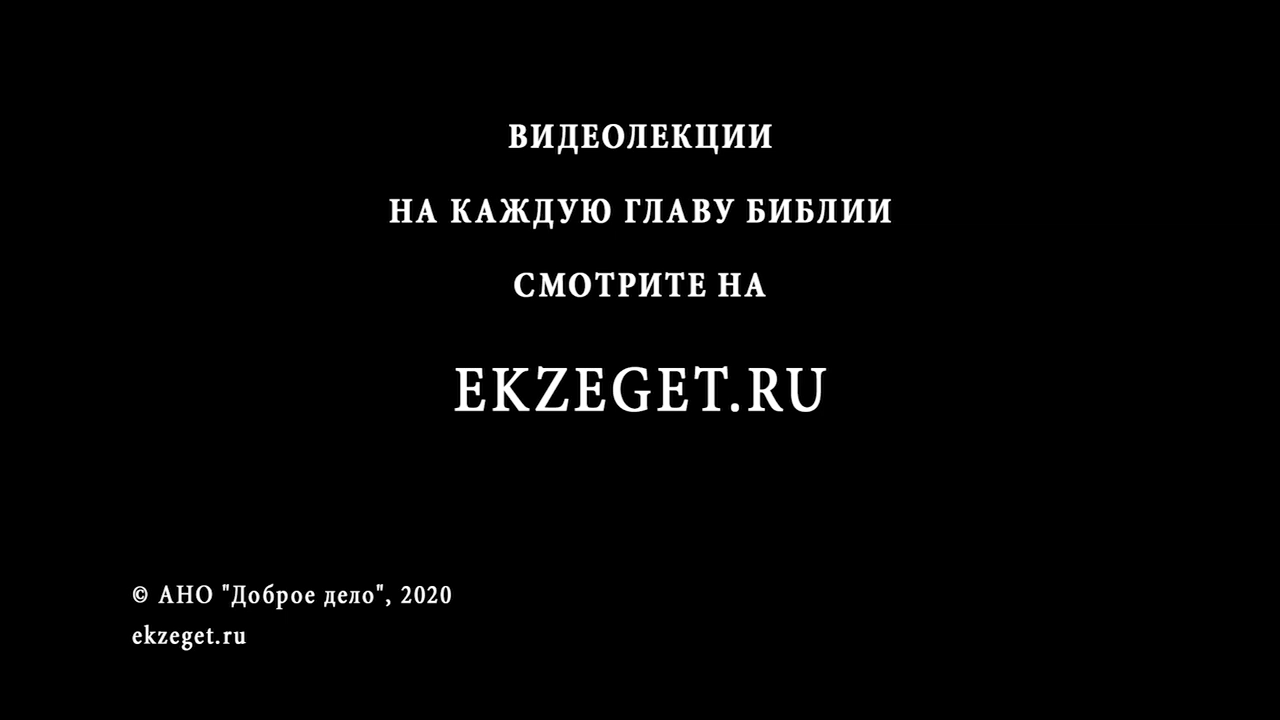 ВИДЕОЛЕКЦИИ
НА КАЖДУЮ ГЛАВУ БИБЛИИ
СМОТРИТЕ НА
EKZEGET.RU
© АНО "Доброе дело", 2020
ekzeget.ru